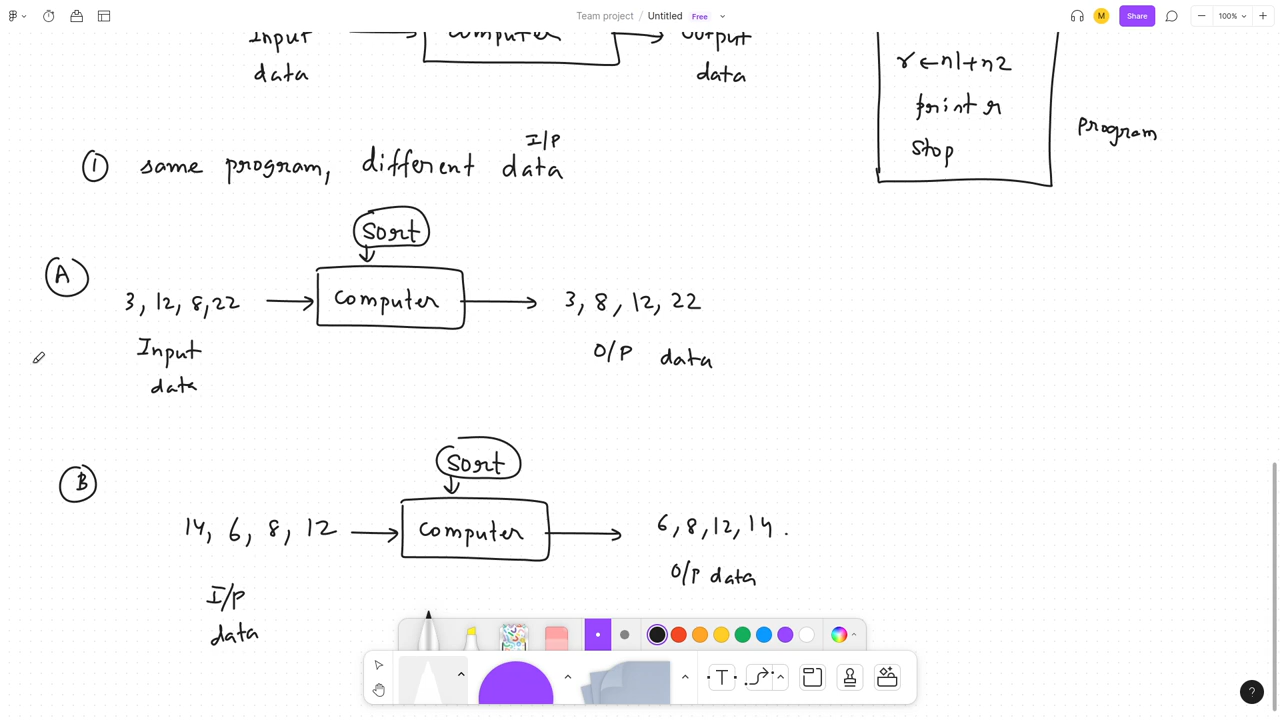 Team project / Untitled Free
M
Share
100%
Input
data
Computer
output
data
r ← n1+n2
printer
stop
program
① same program, different data
I/P
A
sort
3, 12, 8, 22
Computer
3, 8, 12, 22
Input
data
O/P data
B
sort
14, 6, 8, 12
Computer
6, 8, 12, 14.
I/P
data
O/P data
T
?